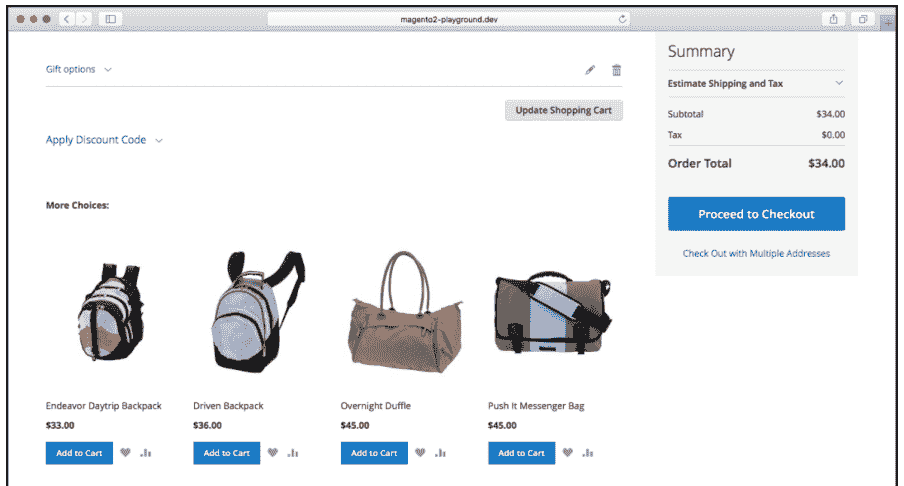 magento2-playground.dev
Gift options
Update Shopping Cart
Apply Discount Code
More Choices:
Endeavor Daytrip Backpack
$33.00
Add to Cart
Driven Backpack
$36.00
Add to Cart
Overnight Duffle
$45.00
Add to Cart
Push It Messenger Bag
$45.00
Add to Cart
Summary
Estimate Shipping and Tax
Subtotal $34.00
Tax $0.00
Order Total $34.00
Proceed to Checkout
Check Out with Multiple Addresses